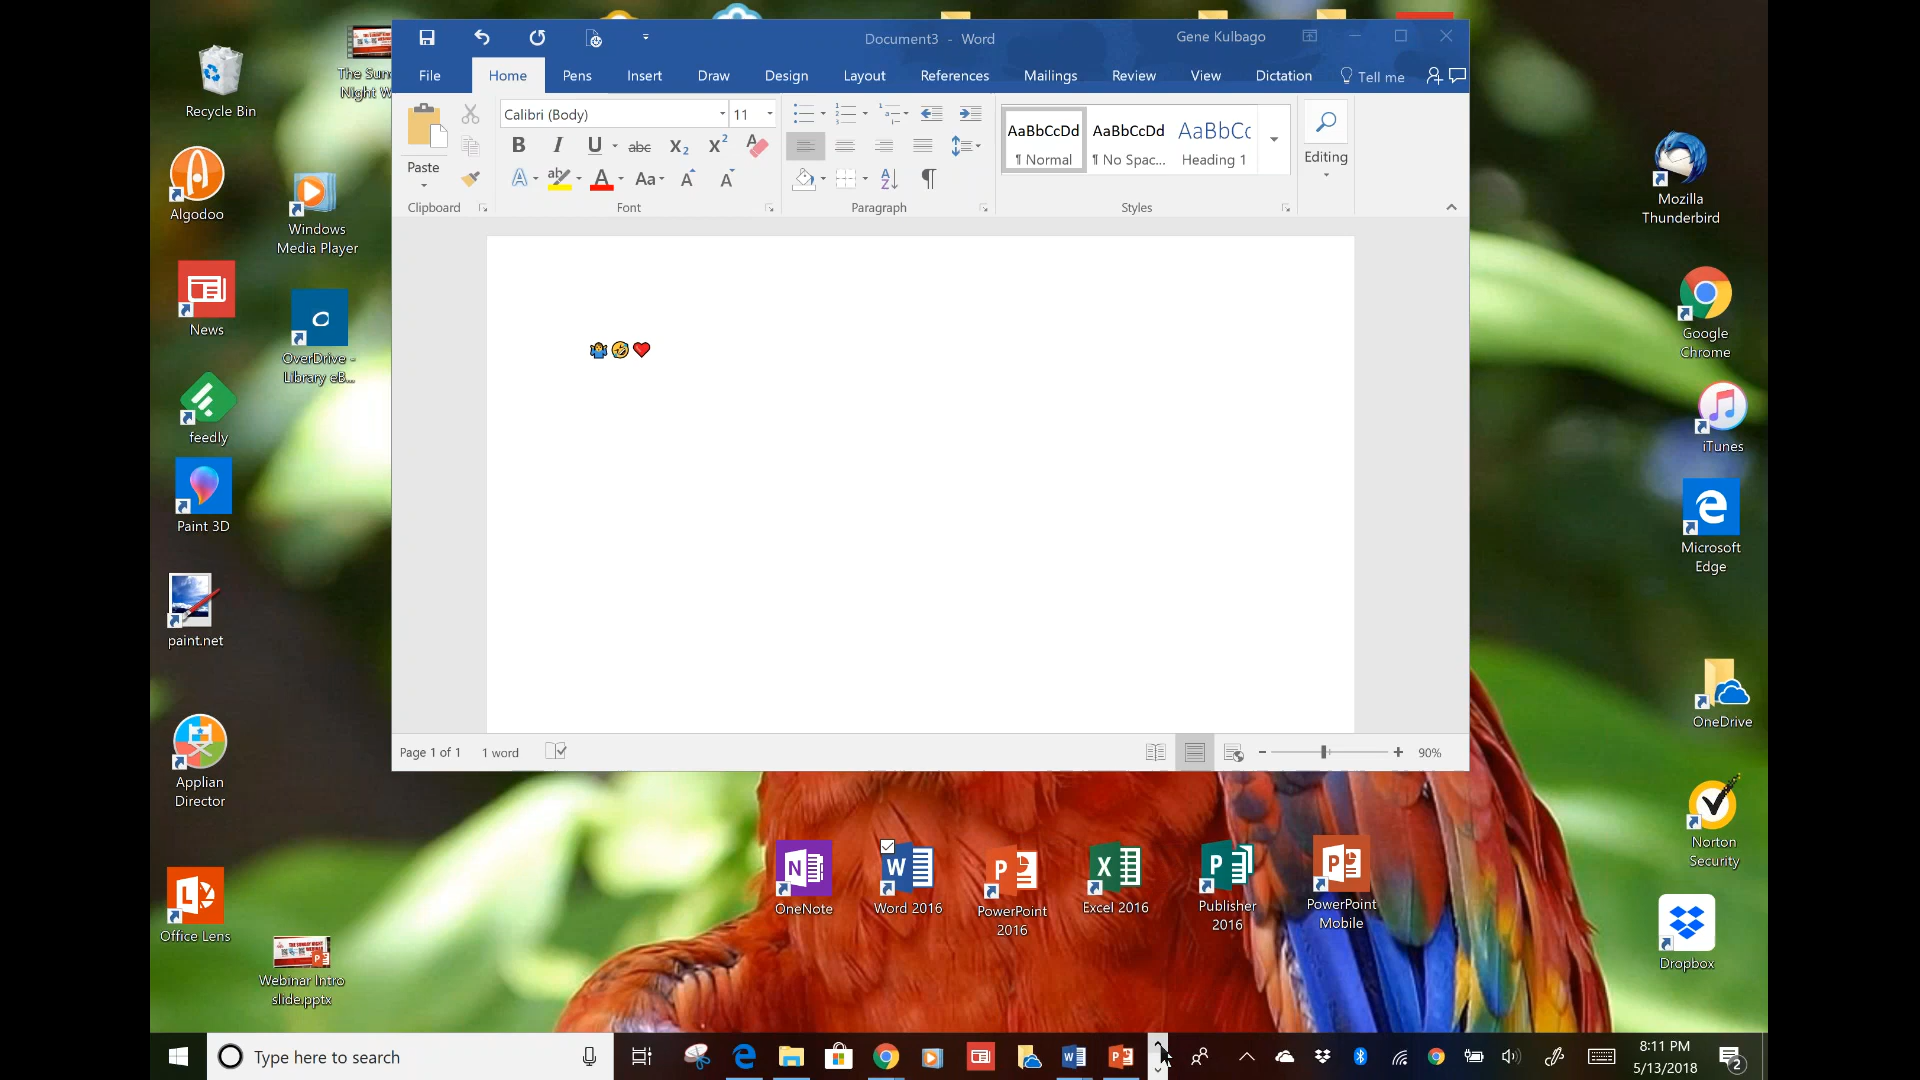 Document3 - Word
Gene Kulbago
File
Home
Pens
Insert
Draw
Design
Layout
References
Mailings
Review
View
Dictation
Tell me
Paste
Clipboard
Calibri (Body)
11
B I U abc X₂ X²
Aa
Font
Paragraph
AaBbCcDd
¶ Normal
AaBbCcDd
¶ No Spac...
AaBbCc
Heading 1
Styles
Editing
🤷🤣❤
Page 1 of 1
1 word
90%
Recycle Bin
The Sun
Night W
Algodoo
Windows
Media Player
News
OverDrive -
Library eB...
feedly
Paint 3D
paint.net
Applian
Director
Office Lens
Webinar Intro
slide.pptx
Mozilla
Thunderbird
Google
Chrome
iTunes
Microsoft
Edge
OneDrive
Norton
Security
Dropbox
OneNote
Word 2016
PowerPoint
2016
Excel 2016
Publisher
2016
PowerPoint
Mobile
Type here to search
8:11 PM
5/13/2018
2